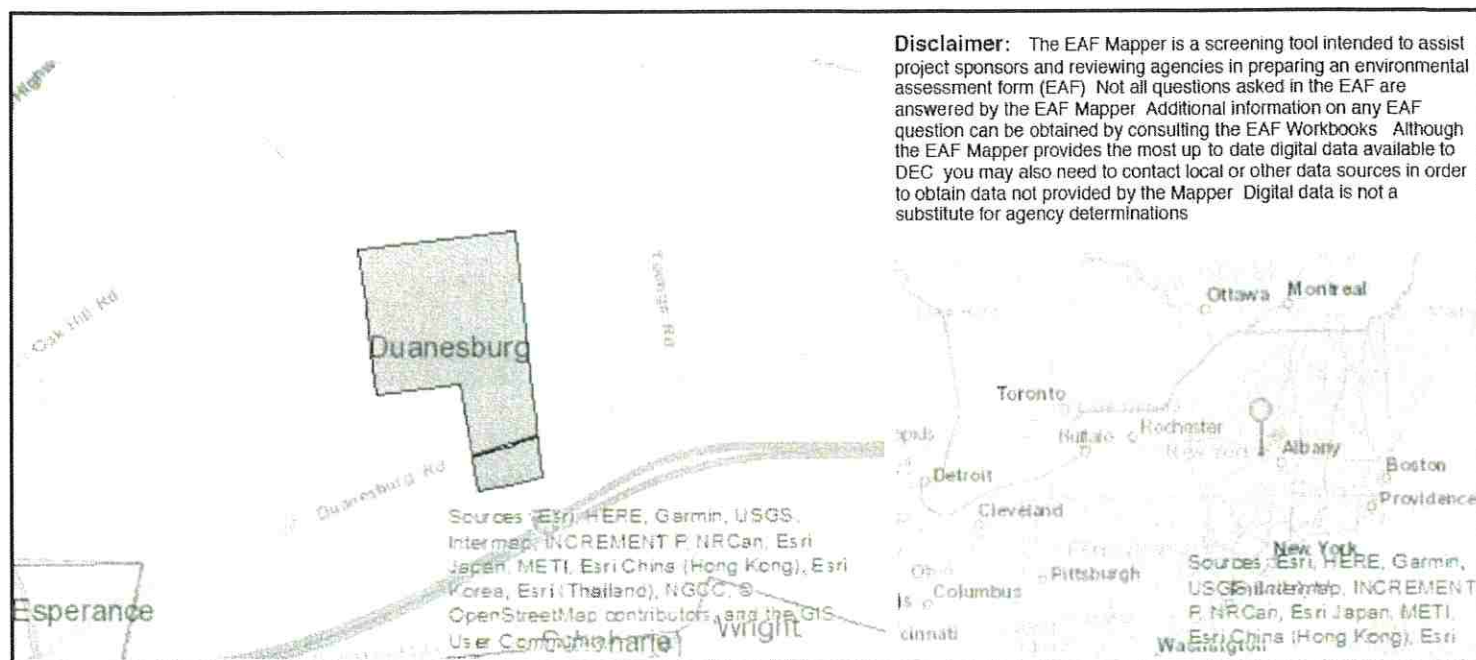 Disclaimer: The EAF Mapper is a screening tool intended to assist
project sponsors and reviewing agencies in preparing an environmental
assessment form (EAF) Not all questions asked in the EAF are
answered by the EAF Mapper Additional information on any EAF
question can be obtained by consulting the EAF Workbooks Although
the EAF Mapper provides the most up to date digital data available to
DEC you may also need to contact local or other data sources in order
to obtain data not provided by the Mapper Digital data is not a
substitute for agency determinations
Oak Hill Rd
Duanesburg
Duanesburg Rd
Sources Esri, HERE, Garmin, USGS,
Intermap, INCREMENT P, NRCan, Esri
Japan, METI, Esri China (Hong Kong), Esri
Korea, Esri (Thailand), NGCC, ©
OpenStreetMap contributors, and the GIS
User
Esperance
Schoharie
Wright
Ottawa
Montreal
Toronto
Buffalo
Rochester
New York
Albany
Boston
Providence
Detroit
Cleveland
New York
Pittsburgh
Columbus
cinnati
Sources: Esri, HERE, Garmin,
INCREMENT
P, NRCan, Esri Japan, METI,
Esri China (Hong Kong), Esri